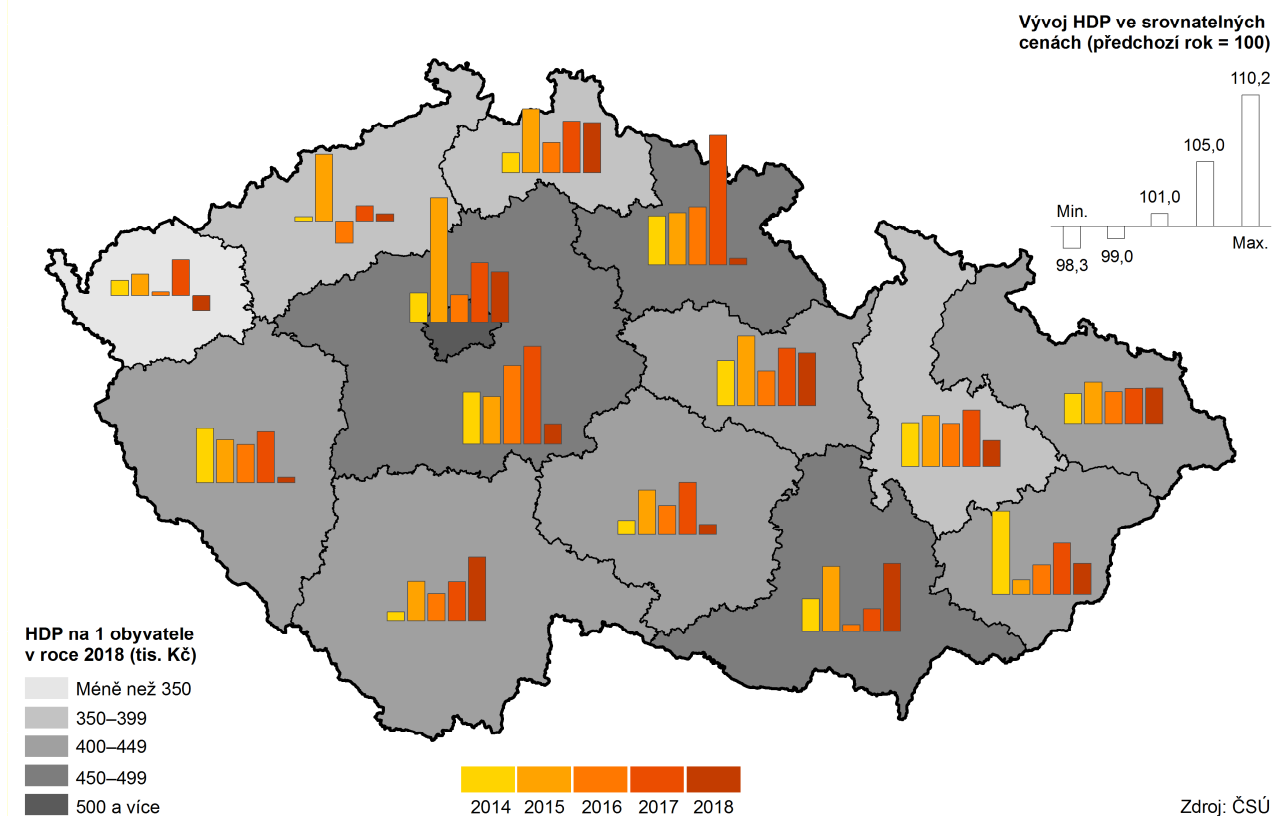 Vývoj HDP ve srovnatelných
cenách (předchozí rok = 100)
110,2
105,0
101,0
Min.
98,3
99,0
Max.
HDP na 1 obyvatele
v roce 2018 (tis. Kč)
Méně než 350
350–399
400–449
450–499
500 a více
2014 2015 2016 2017 2018
Zdroj: ČSÚ